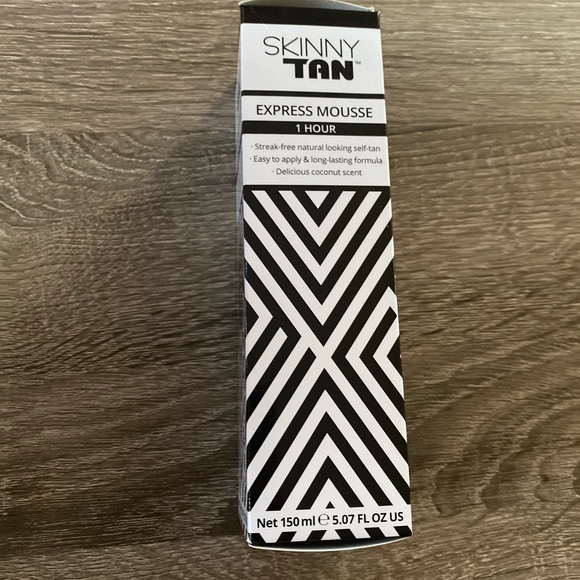 SKINNY
TAN™
EXPRESS MOUSSE
1 HOUR
· Streak-free natural looking self-tan
· Easy to apply & long-lasting formula
· Delicious coconut scent
Net 150 ml ℮ 5.07 FL OZ US